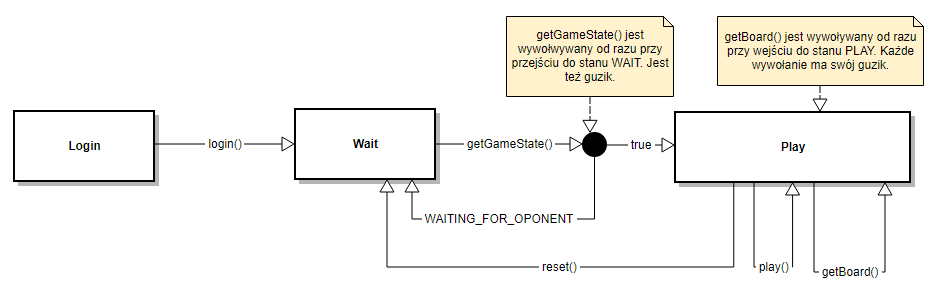 getGameState() jest
wywołwywany od razu przy
przejściu do stanu WAIT. Jest
też guzik.
getBoard() jest wywoływany od razu
przy wejściu do stanu PLAY. Każde
wywołanie ma swój guzik.
Login
login()
Wait
getGameState()
true
Play
WAITING_FOR_OPONENT
reset()
play()
getBoard()